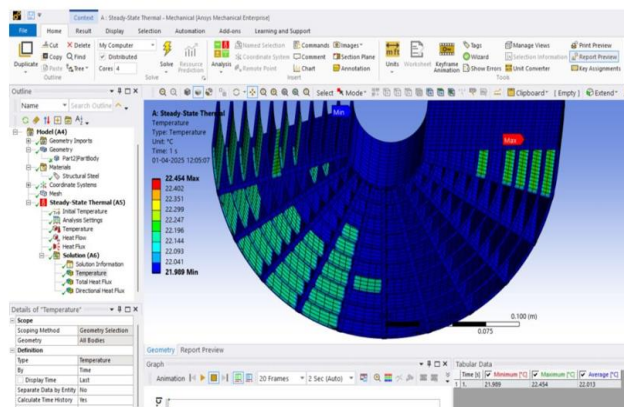 Context A : Steady-State Thermal - Mechanical [Ansys Mechanical Enterprise]
File Home Result Display Selection Automation Add-ons Learning and Support
Duplicate
Cut
Copy
Paste
Delete
Find
Tree
Outline
My Computer
Distributed
Cores 4
Solve
Resource Prediction
Solve
Analysis
Named Selection
Coordinate System
Remote Point
Commands
Comment
Chart
Images
Section Plane
Annotation
Insert
Units
Worksheet
Keyframe Animation
Tags
Wizard
Show Errors
Manage Views
Selection Information
Unit Converter
Print Preview
Report Preview
Key Assignments
Tools
Outline
Name Search Outline
Select Mode Clipboard [ Empty ] Extend
Model (A4)
Geometry Imports
Geometry
Part2|PartBody
Materials
Structural Steel
Coordinate Systems
Mesh
Steady-State Thermal (A5)
Initial Temperature
Analysis Settings
Temperature
Heat Flow
Heat Flux
Solution (A6)
Solution Information
Temperature
Total Heat Flux
Directional Heat Flux
A: Steady-State Thermal
Temperature
Type: Temperature
Unit: °C
Time: 1 s
01-04-2025 12:05:07
22.454 Max
22.402
22.351
22.299
22.247
22.196
22.144
22.093
22.041
21.989 Min
Min
Max
0.100 (m)
0.075
Details of "Temperature"
Scope
Scoping Method Geometry Selection
Geometry All Bodies
Definition
Type Temperature
By Time
Display Time Last
Separate Data by Entity No
Calculate Time History Yes
Geometry Report Preview
Graph
Animation 20 Frames 2 Sec (Auto)
Tabular Data
Time [s] Minimum [°C] Maximum [°C] Average [°C]
1 1. 21.989 22.454 22.013